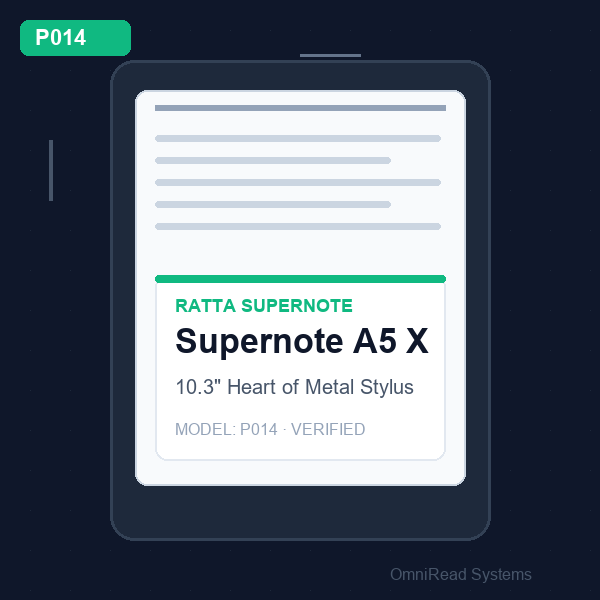 P014
RATTA SUPERNOTE
Supernote A5 X
10.3" Heart of Metal Stylus
MODEL: P014 · VERIFIED
OmniRead Systems